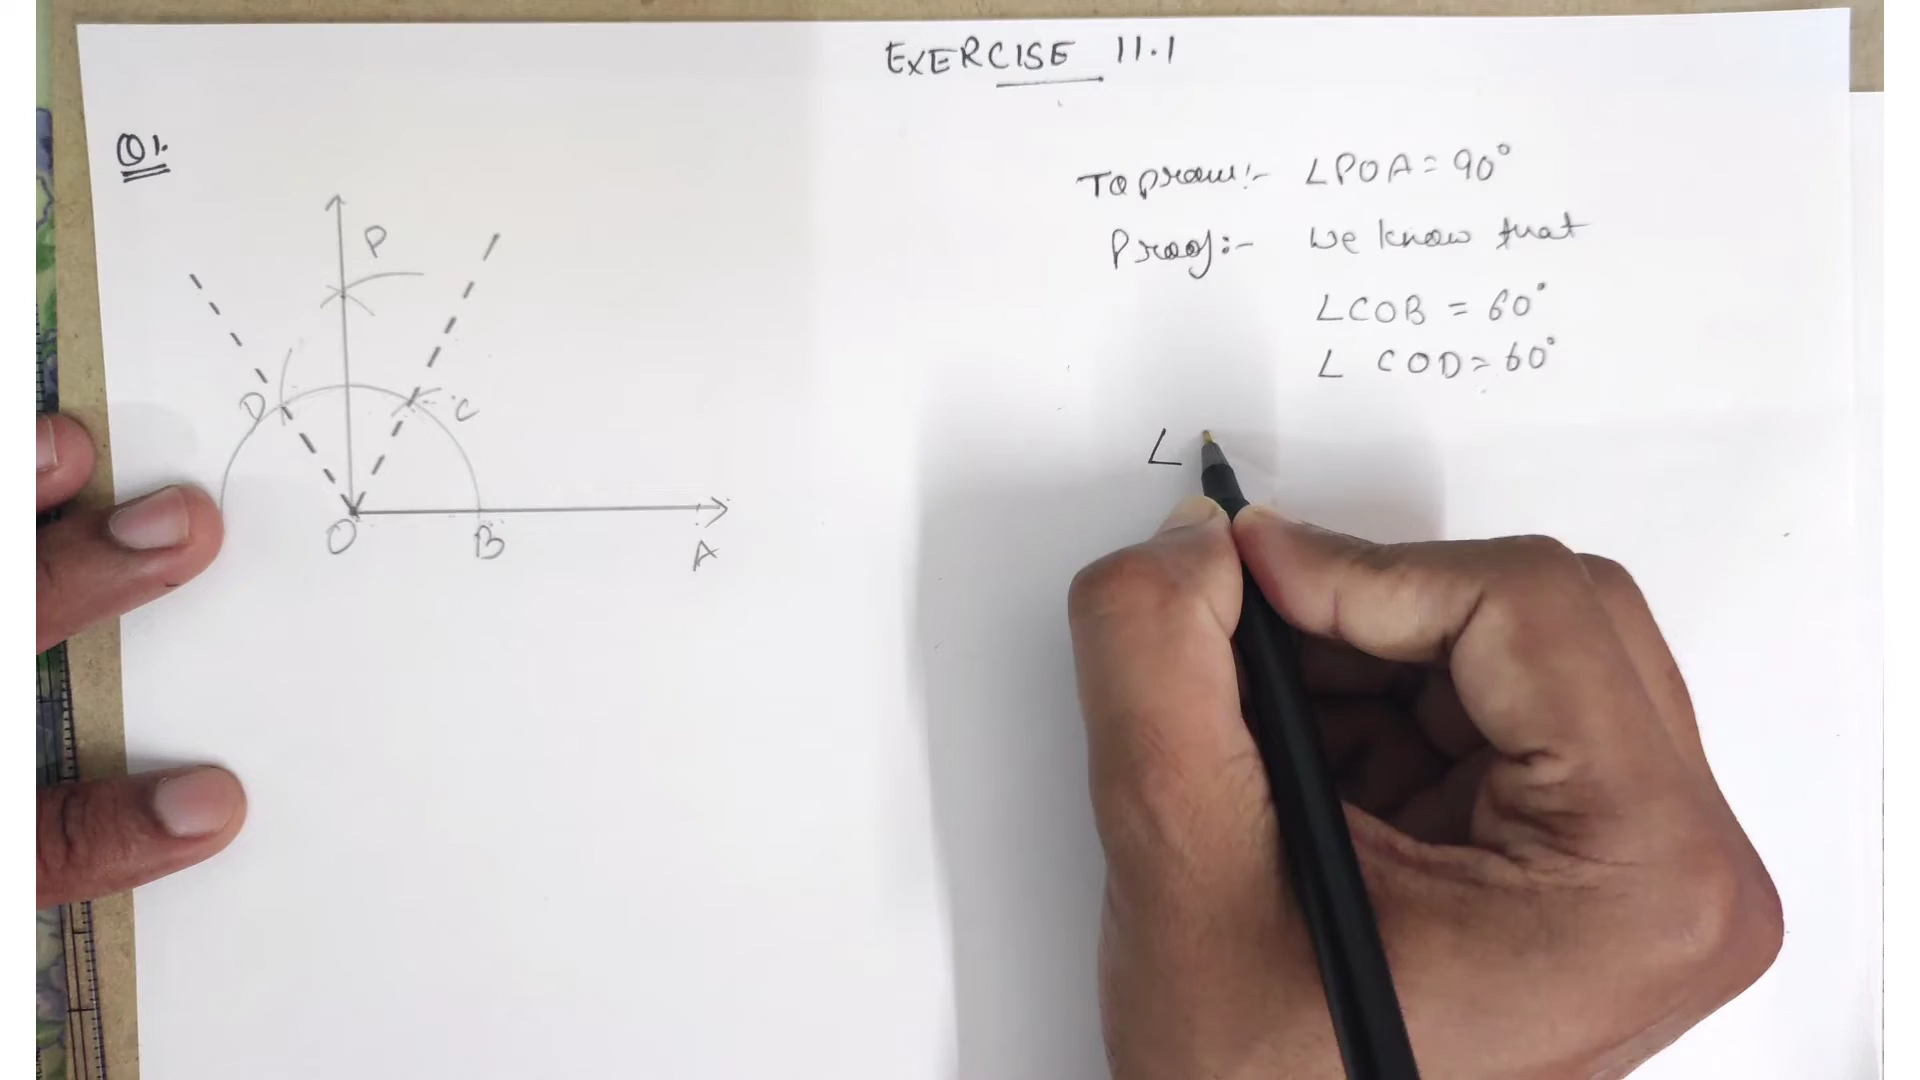 EXERCISE 11.1
Q1.
To prove:- ∠POA = 90°
Proof:- We know that
∠COB = 60°
∠ COD = 60°
∠
P
D
C
O
B
A